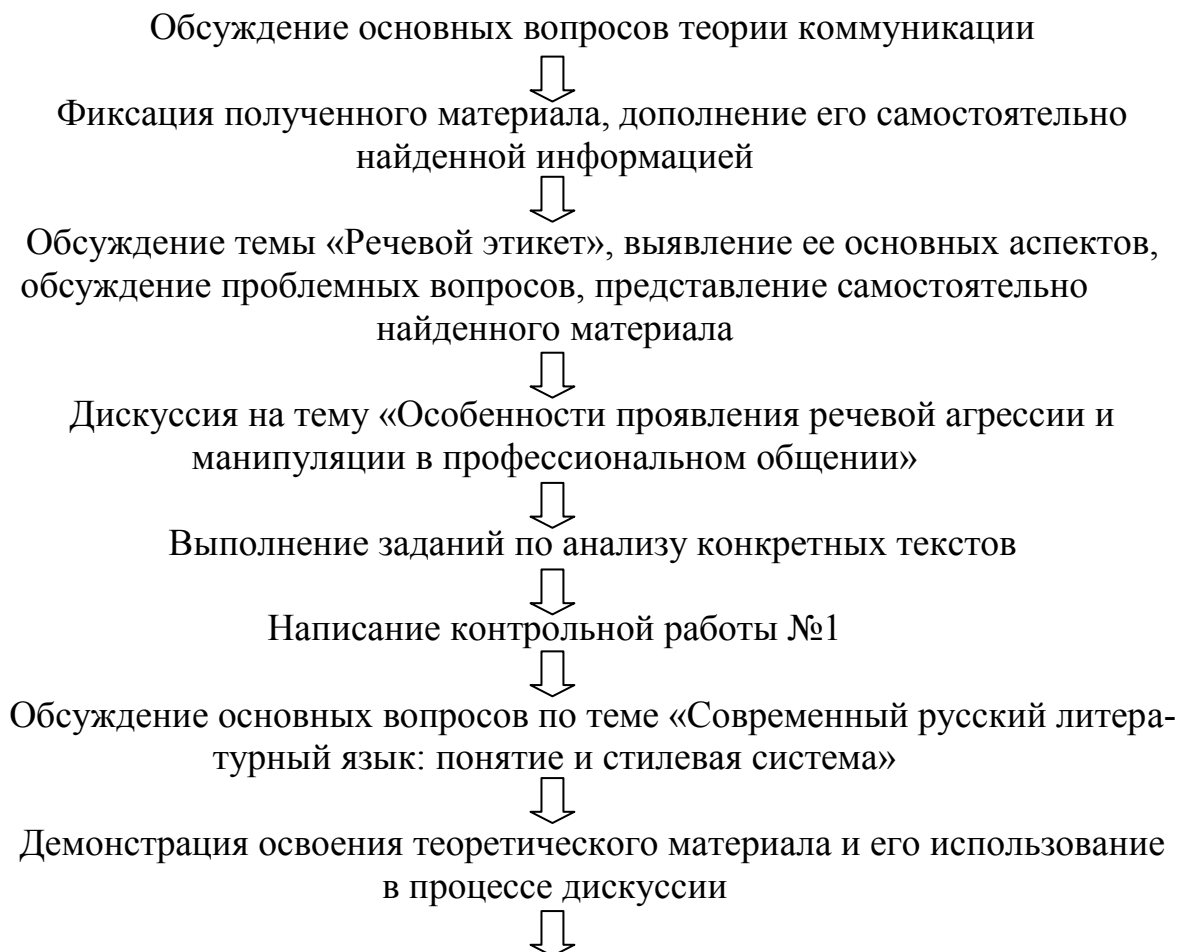 Обсуждение основных вопросов теории коммуникации
Фиксация полученного материала, дополнение его самостоятельно
найденной информацией
Обсуждение темы «Речевой этикет», выявление ее основных аспектов,
обсуждение проблемных вопросов, представление самостоятельно
найденного материала
Дискуссия на тему «Особенности проявления речевой агрессии и
манипуляции в профессиональном общении»
Выполнение заданий по анализу конкретных текстов
Написание контрольной работы №1
Обсуждение основных вопросов по теме «Современный русский литера-
турный язык: понятие и стилевая система»
Демонстрация освоения теоретического материала и его использование
в процессе дискуссии